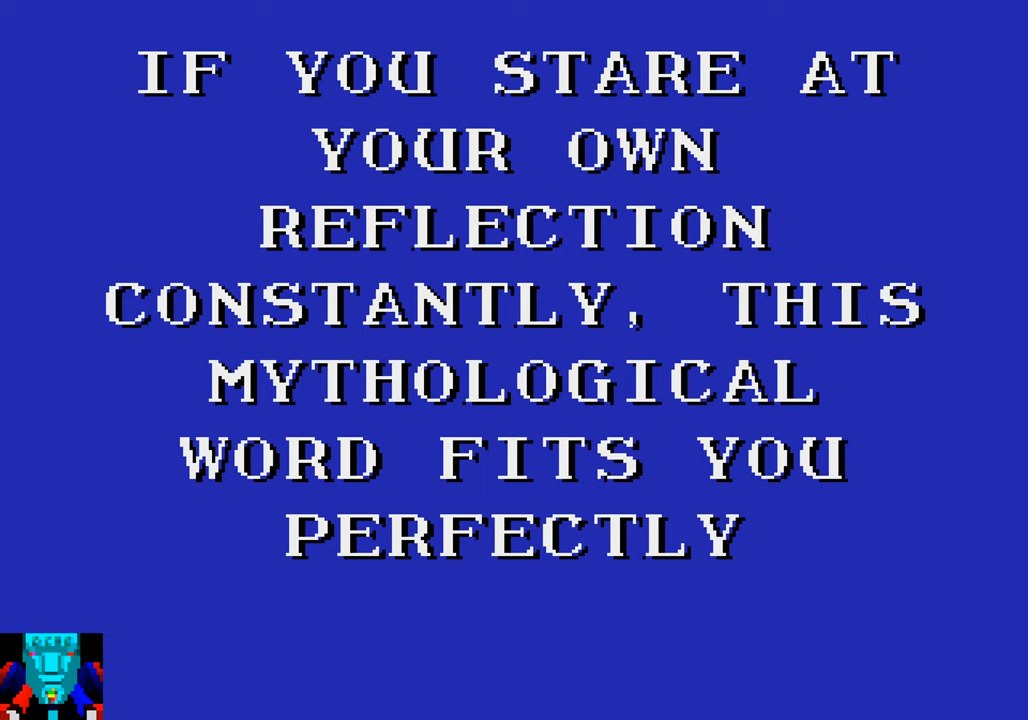 IF YOU STARE AT
YOUR OWN
REFLECTION
CONSTANTLY, THIS
MYTHOLOGICAL
WORD FITS YOU
PERFECTLY